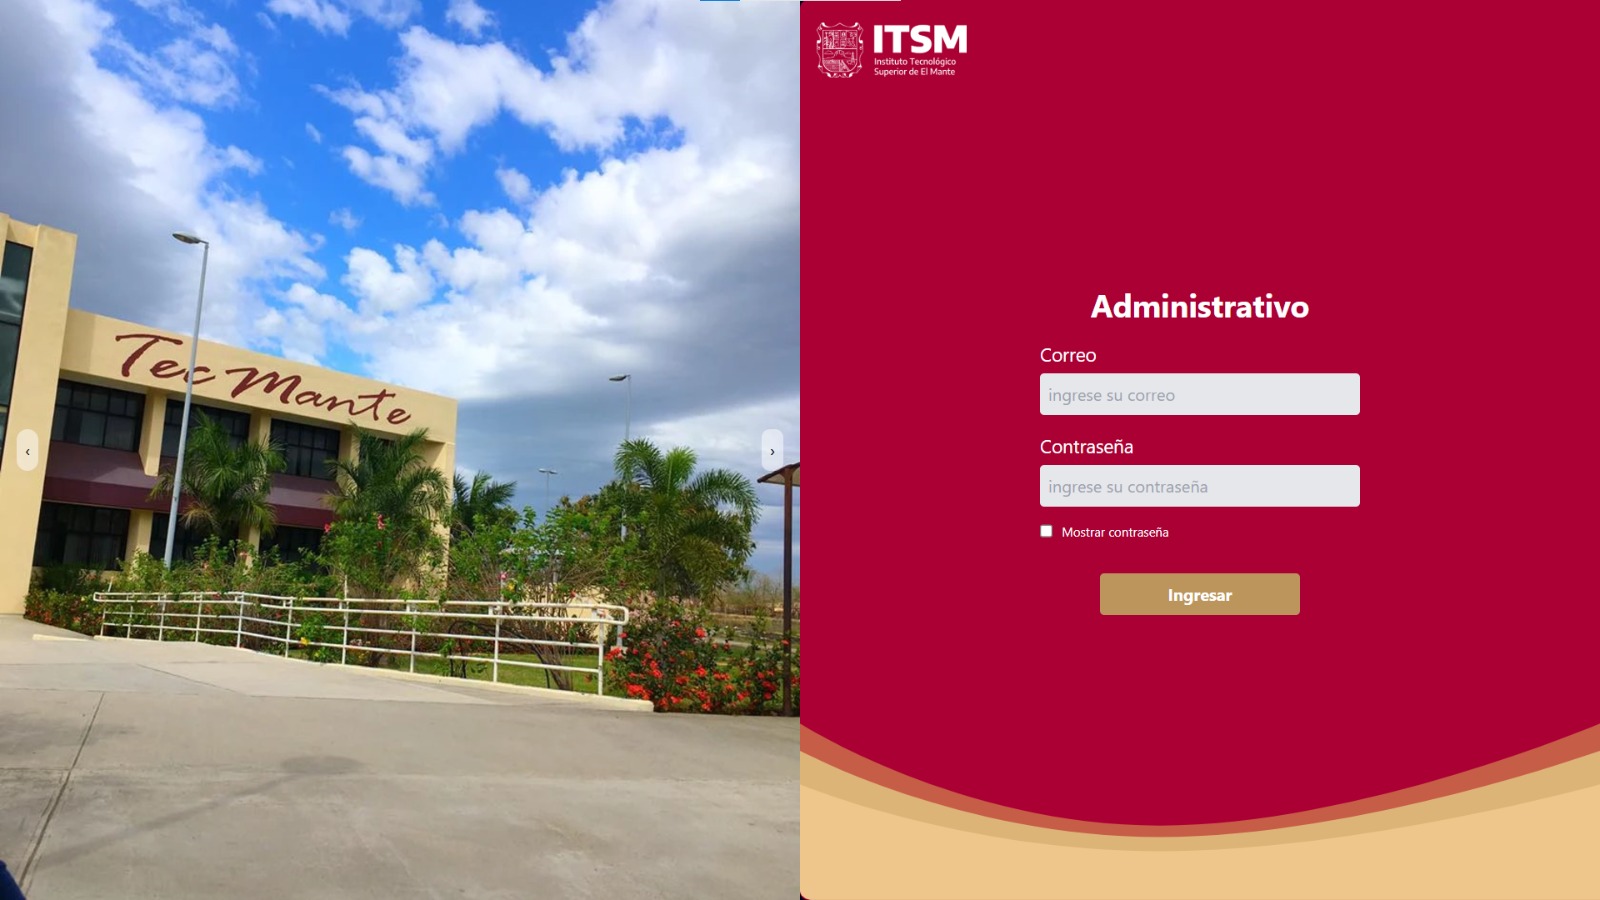 Tec Mante
‹
›
ITSM
Instituto Tecnológico
Superior de El Mante
Administrativo
Correo
ingrese su correo
Contraseña
ingrese su contraseña
Mostrar contraseña
Ingresar